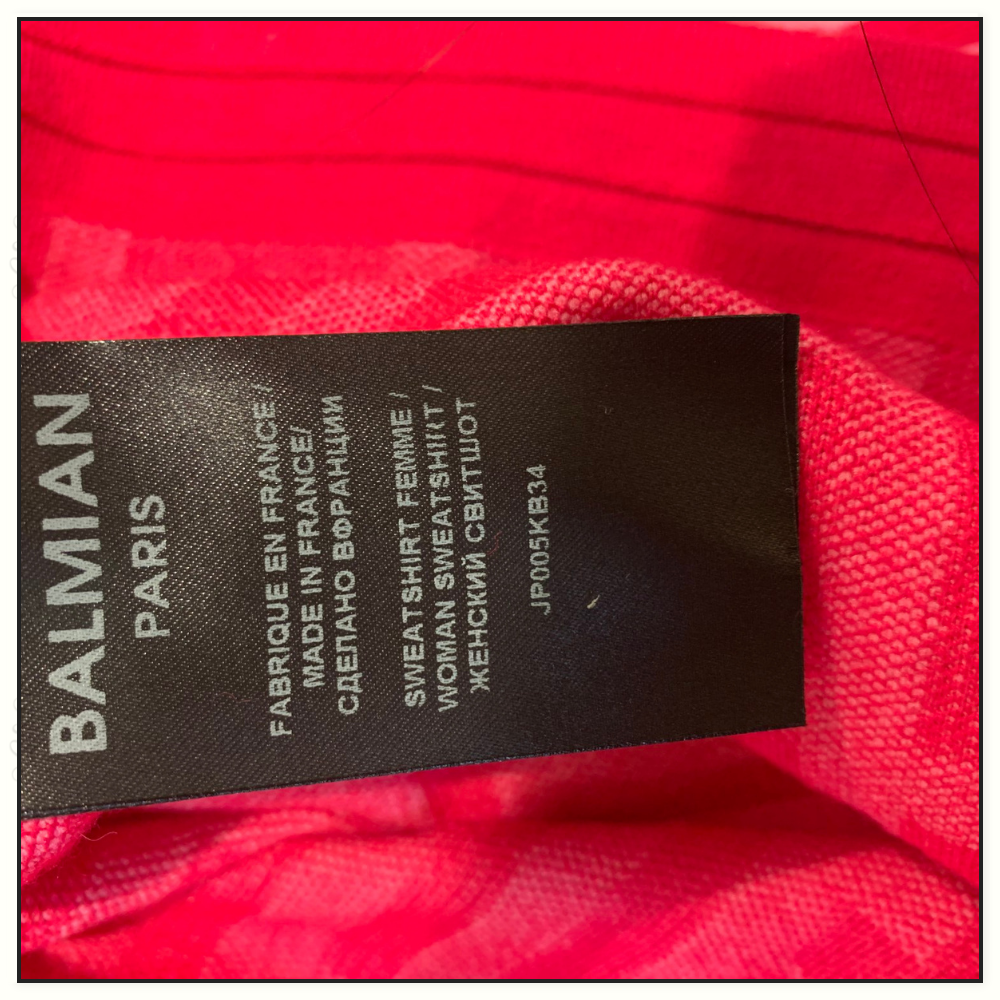 BALMIAN
PARIS
FABRIQUE EN FRANCE /
MADE IN FRANCE/
СДЕЛАНО ВФРАНЦИИ
SWEATSHIRT FEMME /
WOMAN SWEATSHIRT /
ЖЕНСКИЙ СВИТШОТ
JP005KB34